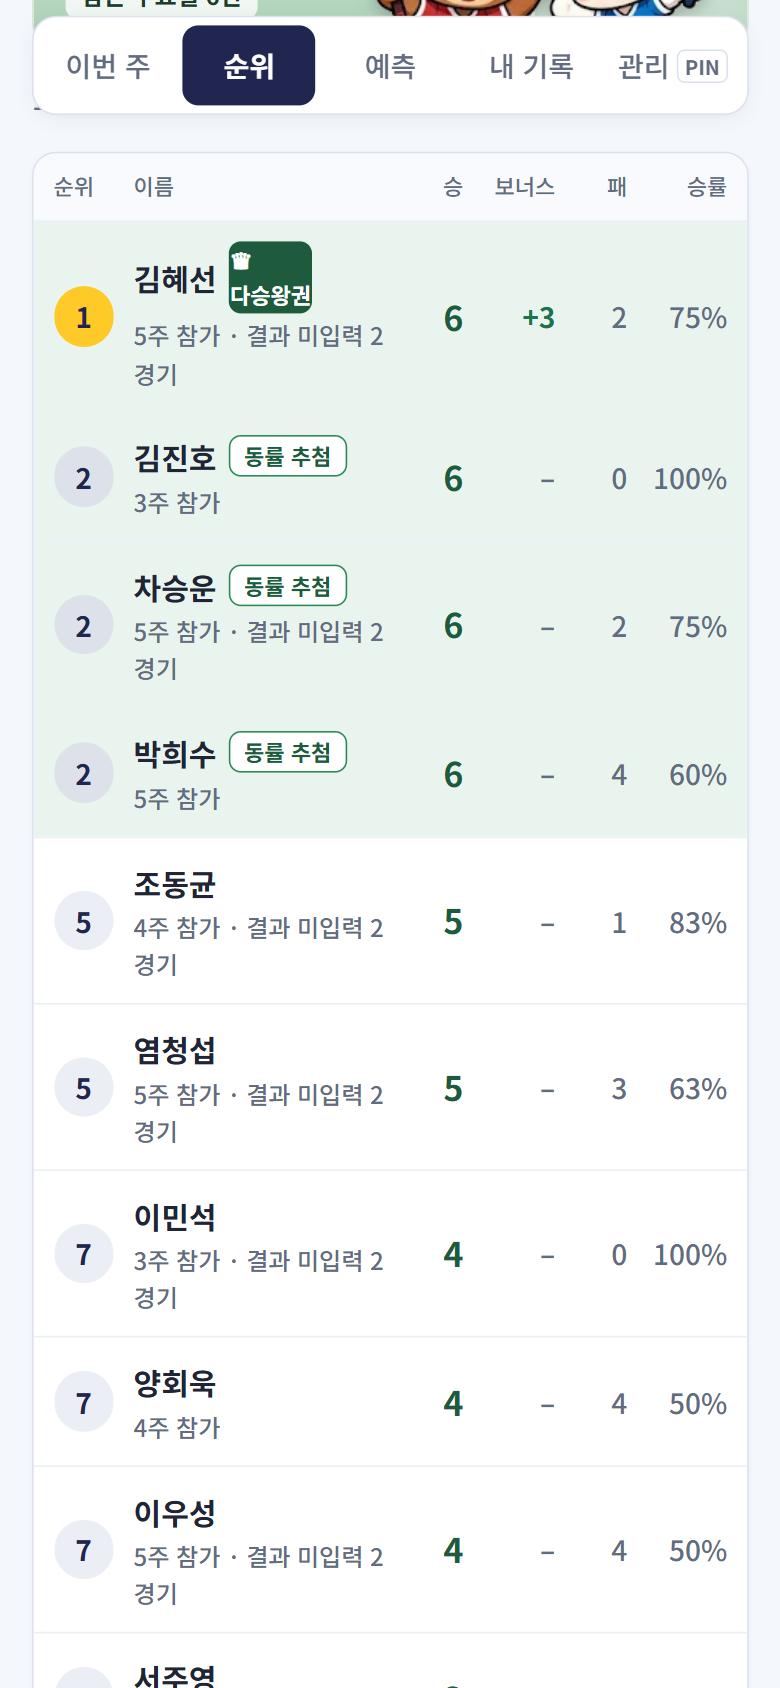 이번 주 순위 예측 내 기록 관리 PIN
순위 이름 승 보너스 패 승률
1 김혜선 ♛ 다승왕권 6 +3 2 75%
5주 참가 · 결과 미입력 2
경기
2 김진호 동률 추첨 6 – 0 100%
3주 참가
2 차승운 동률 추첨 6 – 2 75%
5주 참가 · 결과 미입력 2
경기
2 박희수 동률 추첨 6 – 4 60%
5주 참가
5 조동균 5 – 1 83%
4주 참가 · 결과 미입력 2
경기
5 염청섭 5 – 3 63%
5주 참가 · 결과 미입력 2
경기
7 이민석 4 – 0 100%
3주 참가 · 결과 미입력 2
경기
7 양회욱 4 – 4 50%
4주 참가
7 이우성 4 – 4 50%
5주 참가 · 결과 미입력 2
경기
서주영